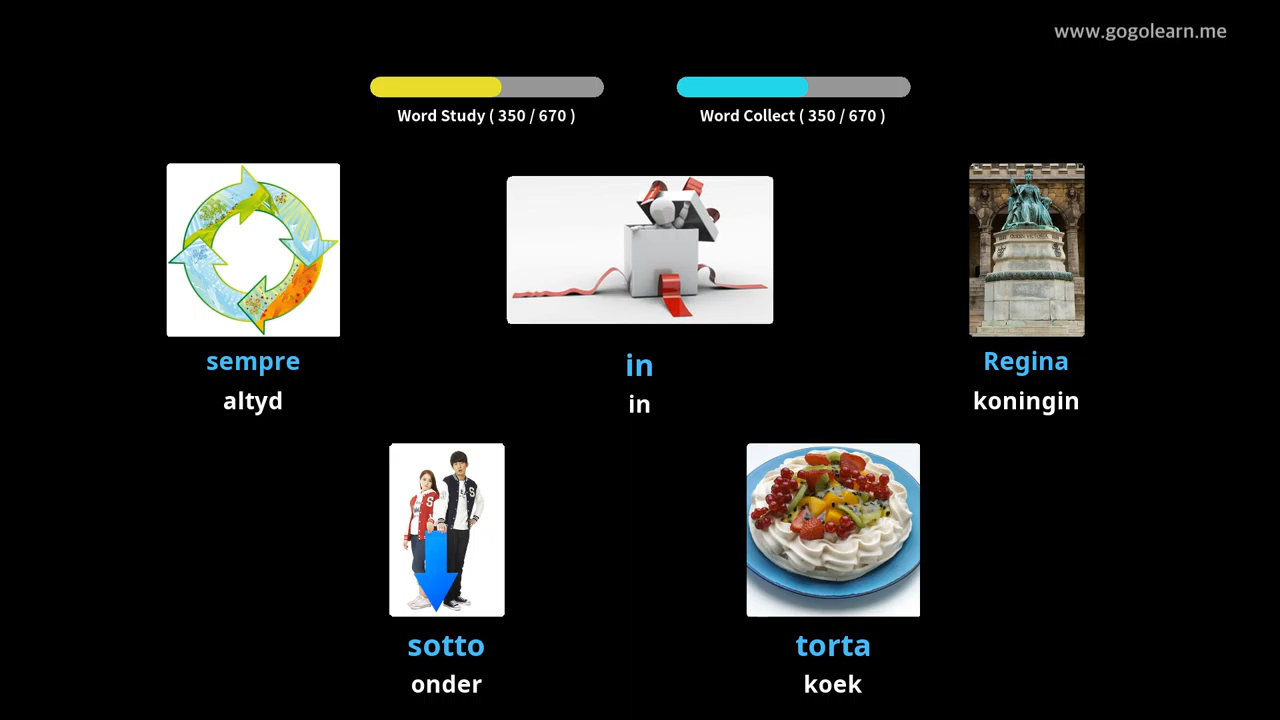 www.gogolearn.me
Word Study ( 350 / 670 )
Word Collect ( 350 / 670 )
sempre
altyd
in
in
Regina
koningin
sotto
onder
torta
koek